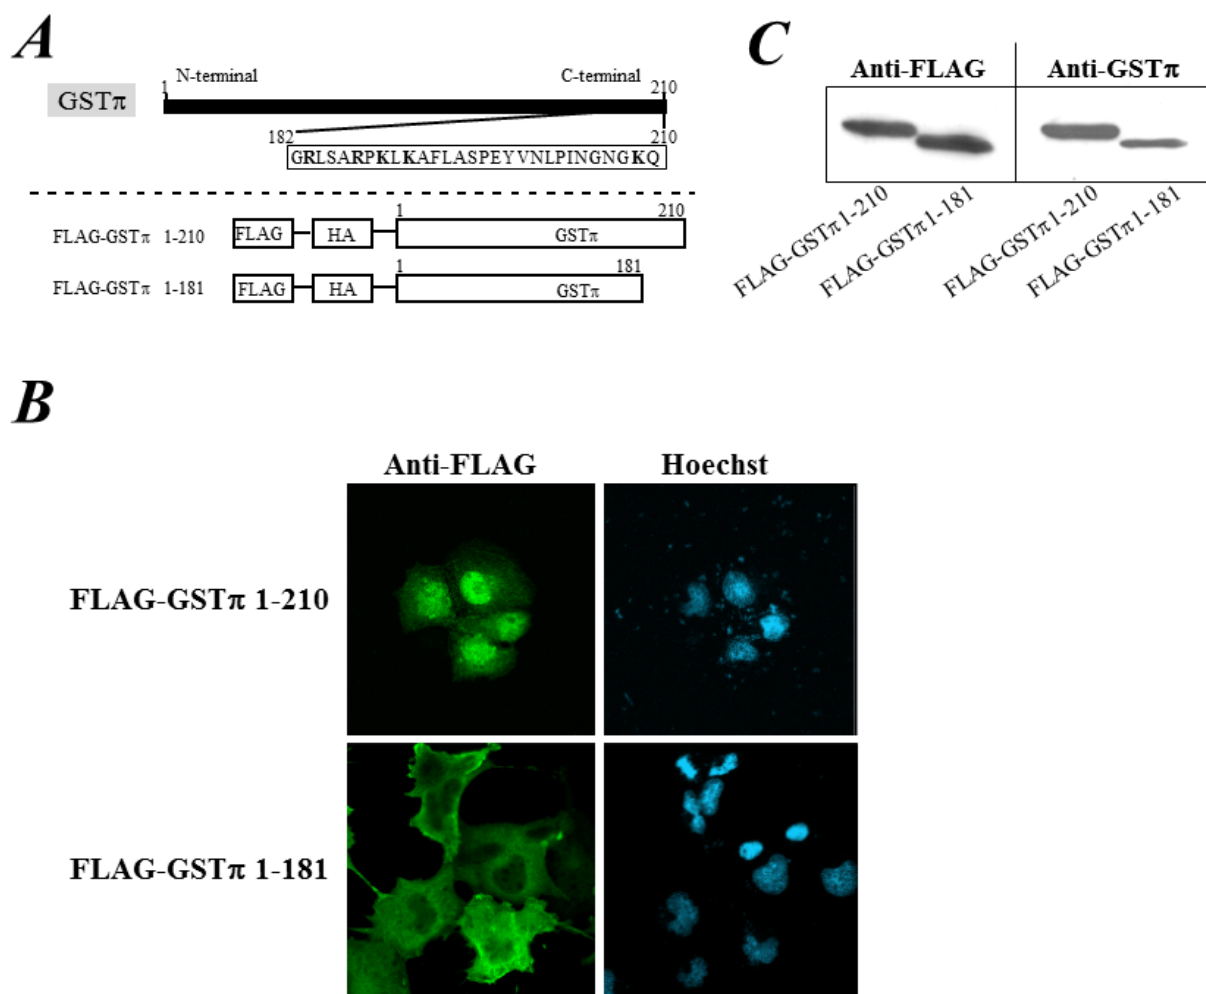 A
N-terminal
C-terminal
1
210
GSTπ
182
210
GRLSARPKLKAFLASPEYVNLPINGNGKQ
1
210
FLAG-GSTπ 1-210
FLAG
HA
GSTπ
1
181
FLAG-GSTπ 1-181
FLAG
HA
GSTπ
C
Anti-FLAG
Anti-GSTπ
FLAG-GSTπ1-210
FLAG-GSTπ1-181
FLAG-GSTπ1-210
FLAG-GSTπ1-181
B
Anti-FLAG
Hoechst
FLAG-GSTπ 1-210
FLAG-GSTπ 1-181